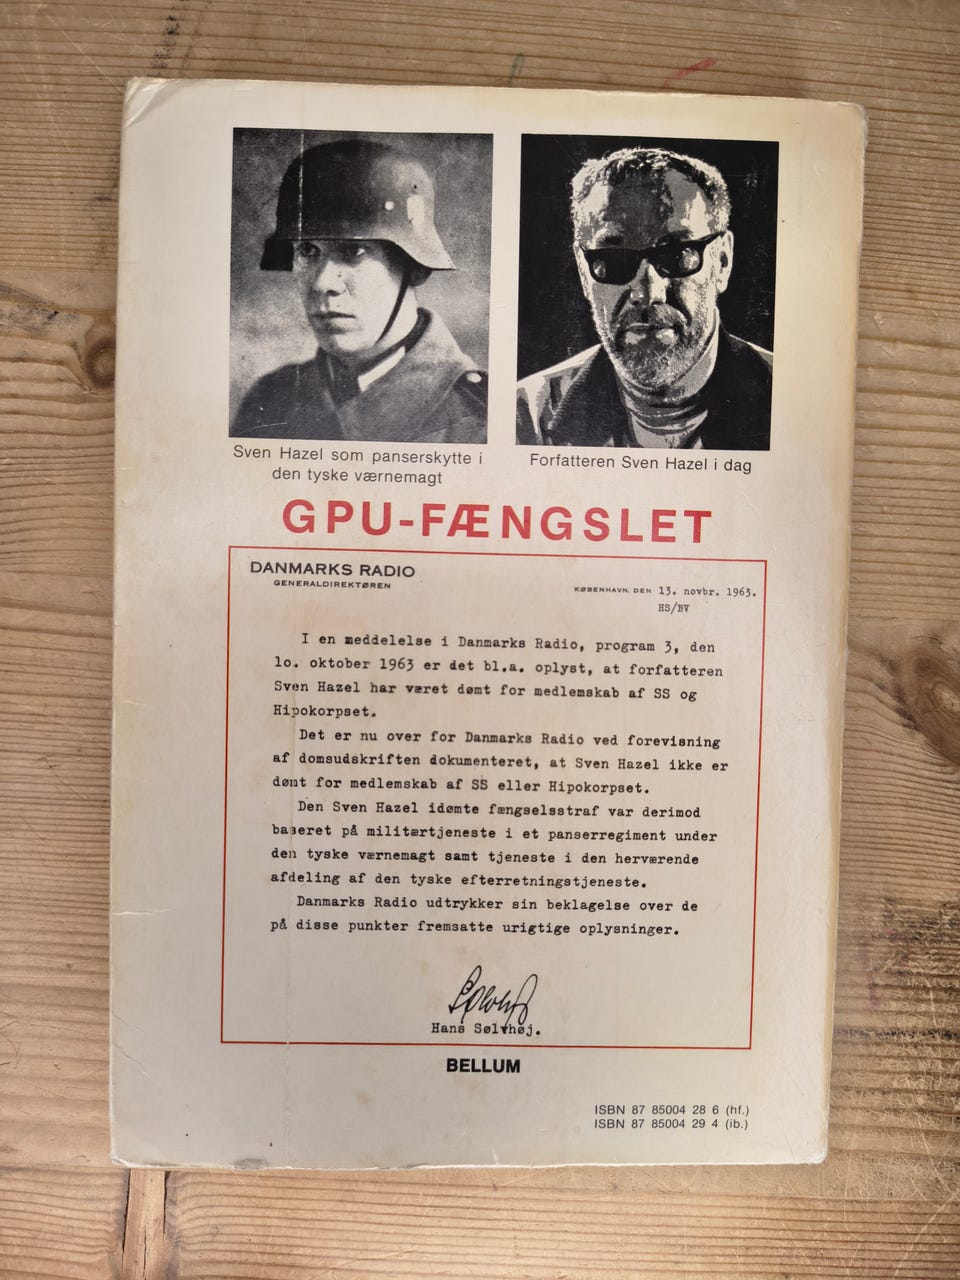 Sven Hazel som panserskytte i
den tyske værnemagt
Forfatteren Sven Hazel i dag
GPU-FÆNGSLET
DANMARKS RADIO
GENERALDIREKTØREN
KØBENHAVN, DEN 13. novbr. 1963.
HS/BV
I en meddelelse i Danmarks Radio, program 3, den
lo. oktober 1963 er det bl.a. oplyst, at forfatteren
Sven Hazel har været dømt for medlemskab af SS og
Hipokorpset.
Det er nu over for Danmarks Radio ved forevisning
af domsudskriften dokumenteret, at Sven Hazel ikke er
dømt for medlemskab af SS eller Hipokorpset.
Den Sven Hazel idømte fængselsstraf var derimod
baseret på militærtjeneste i et panserregiment under
den tyske værnemagt samt tjeneste i den herværende
afdeling af den tyske efterretningstjeneste.
Danmarks Radio udtrykker sin beklagelse over de
på disse punkter fremsatte urigtige oplysninger.
Hans Sølvhøj.
BELLUM
ISBN 87 85004 28 6 (hf.)
ISBN 87 85004 29 4 (ib.)